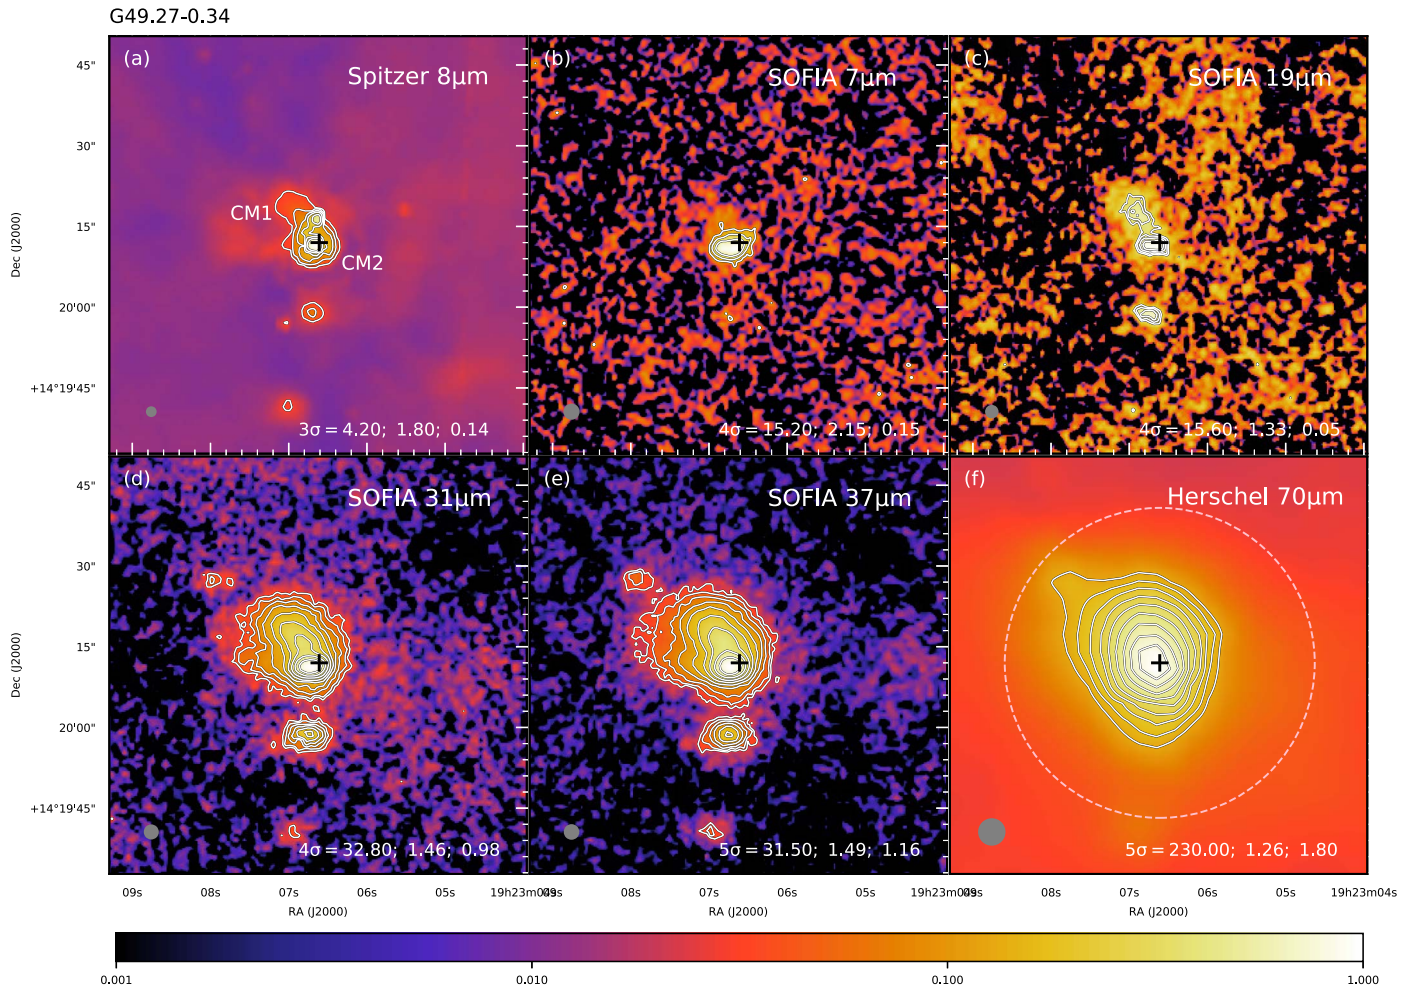 G49.27-0.34
(a)
Spitzer 8μm
(b)
SOFIA 7μm
(c)
SOFIA 19μm
45"
30"
15"
20'00"
+14°19'45"
Dec (J2000)
CM1
CM2
3σ = 4.20; 1.80; 0.14
4σ = 15.20; 2.15; 0.15
4σ = 15.60; 1.33; 0.05
(d)
SOFIA 31μm
(e)
SOFIA 37μm
(f)
Herschel 70μm
45"
30"
15"
20'00"
+14°19'45"
Dec (J2000)
4σ = 32.80; 1.46; 0.98
5σ = 31.50; 1.49; 1.16
5σ = 230.00; 1.26; 1.80
09s 08s 07s 06s 05s 19h23m04s
09s 08s 07s 06s 05s 19h23m04s
09s 08s 07s 06s 05s 19h23m04s
RA (J2000) RA (J2000) RA (J2000)
0.001 0.010 0.100 1.000